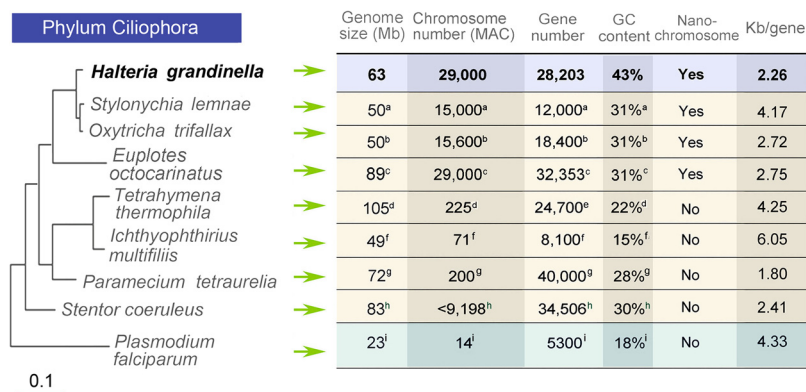 Phylum Ciliophora
Genome size (Mb) Chromosome number (MAC) Gene number GC content Nano-chromosome Kb/gene
Halteria grandinella 63 29,000 28,203 43% Yes 2.26
Stylonychia lemnae 50ᵃ 15,000ᵃ 12,000ᵃ 31%ᵃ Yes 4.17
Oxytricha trifallax 50ᵇ 15,600ᵇ 18,400ᵇ 31%ᵇ Yes 2.72
Euplotes octocarinatus 89ᶜ 29,000ᶜ 32,353ᶜ 31%ᶜ Yes 2.75
Tetrahymena thermophila 105ᵈ 225ᵈ 24,700ᵉ 22%ᵈ No 4.25
Ichthyophthirius multifiliis 49ᶠ 71ᶠ 8,100ᶠ 15%ᶠ No 6.05
Paramecium tetraurelia 72ᵍ 200ᵍ 40,000ᵍ 28%ᵍ No 1.80
Stentor coeruleus 83ʰ <9,198ʰ 34,506ʰ 30%ʰ No 2.41
Plasmodium falciparum 23ⁱ 14ⁱ 5300ⁱ 18%ⁱ No 4.33
0.1